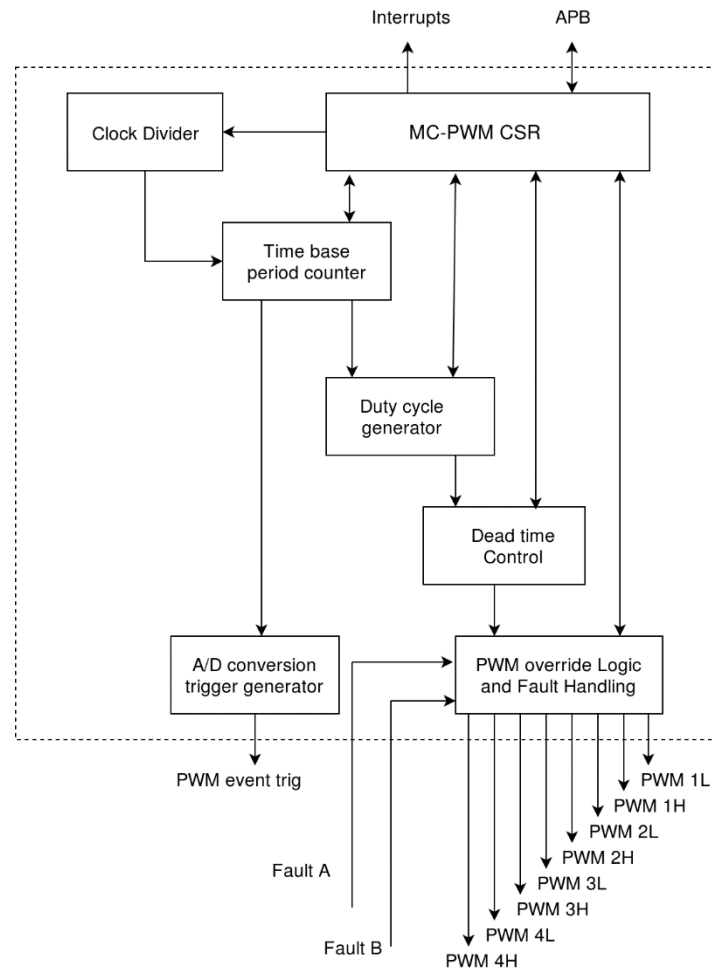 Interrupts
APB
Clock Divider
MC-PWM CSR
Time base
period counter
Duty cycle
generator
Dead time
Control
A/D conversion
trigger generator
PWM override Logic
and Fault Handling
PWM event trig
PWM 1L
PWM 1H
PWM 2L
PWM 2H
Fault A
PWM 3L
PWM 3H
PWM 4L
Fault B
PWM 4H